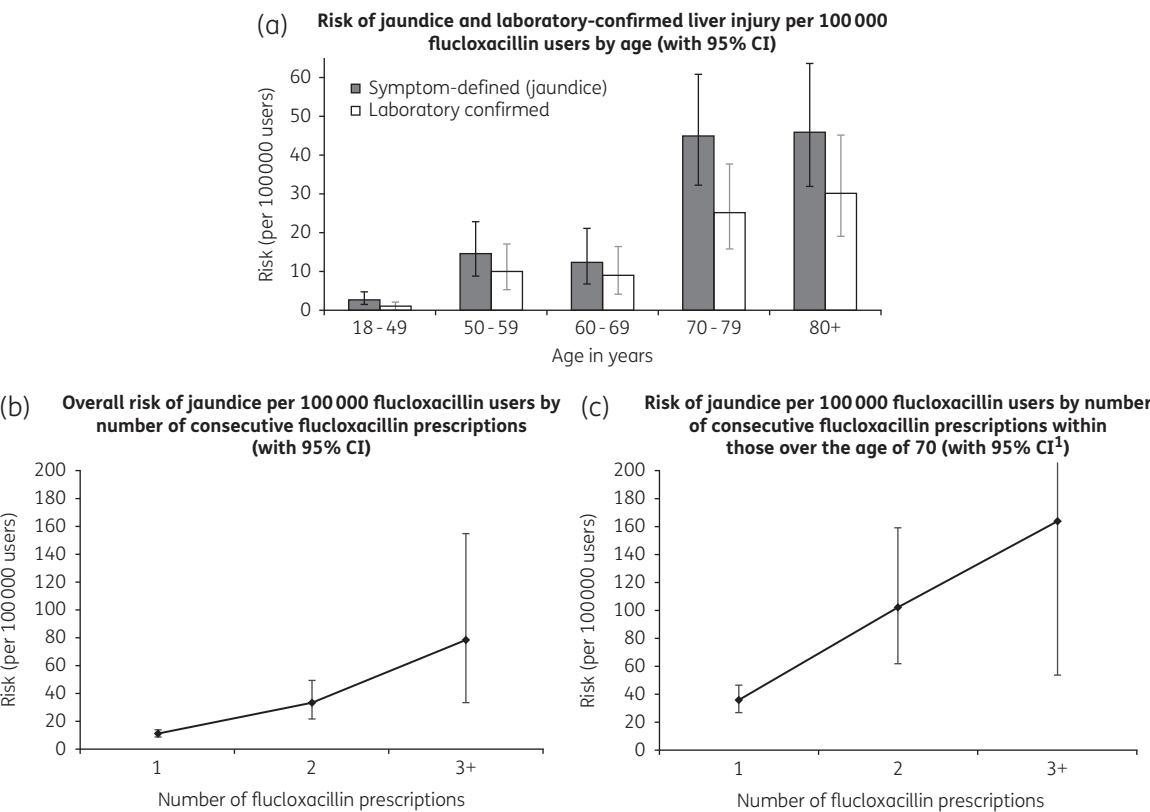 (a)
Risk of jaundice and laboratory-confirmed liver injury per 100 000
flucloxacillin users by age (with 95% CI)
Symptom-defined (jaundice)
Laboratory confirmed
Risk (per 100000 users)
60
50
40
30
20
10
0
18-49 50-59 60-69 70-79 80+
Age in years
(b)
Overall risk of jaundice per 100 000 flucloxacillin users by
number of consecutive flucloxacillin prescriptions
(with 95% CI)
Risk (per 100000 users)
200
180
160
140
120
100
80
60
40
20
0
1 2 3+
Number of flucloxacillin prescriptions
(c)
Risk of jaundice per 100 000 flucloxacillin users by number
of consecutive flucloxacillin prescriptions within
those over the age of 70 (with 95% CI¹)
Risk (per 100000 users)
200
180
160
140
120
100
80
60
40
20
0
1 2 3+
Number of flucloxacillin prescriptions